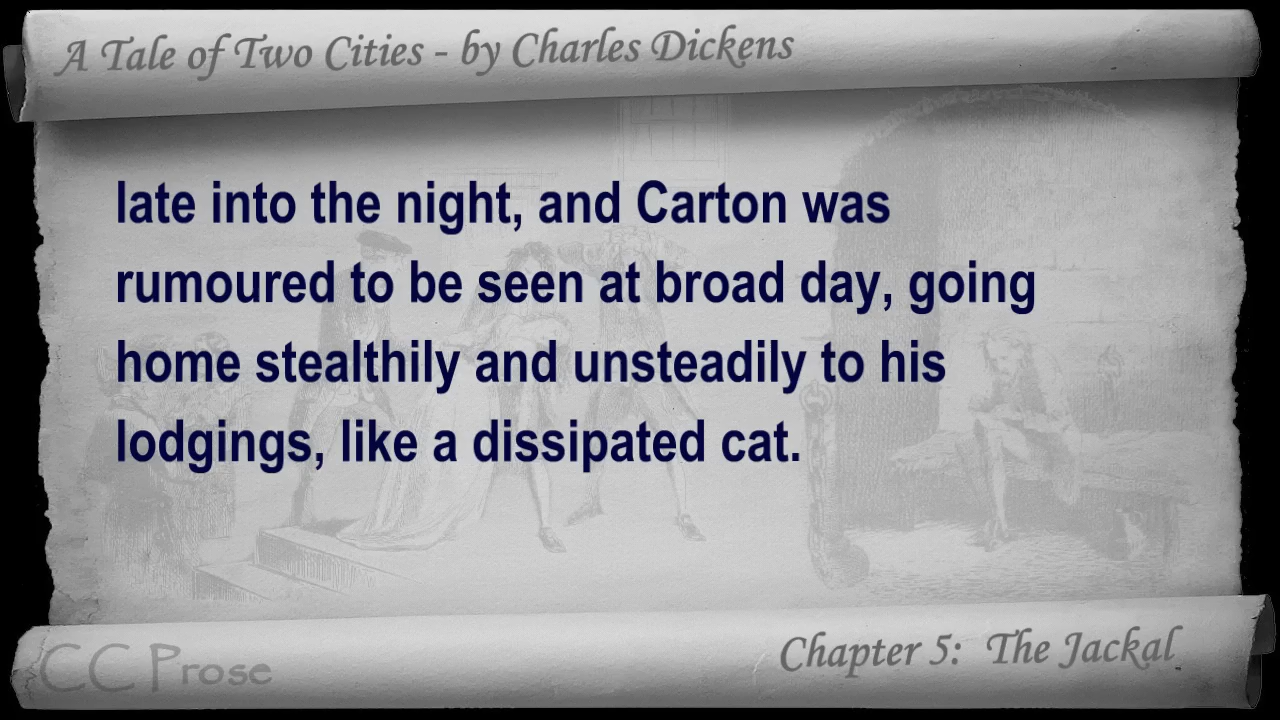 A Tale of Two Cities - by Charles Dickens
late into the night, and Carton was
rumoured to be seen at broad day, going
home stealthily and unsteadily to his
lodgings, like a dissipated cat.
CC Prose
Chapter 5: The Jackal